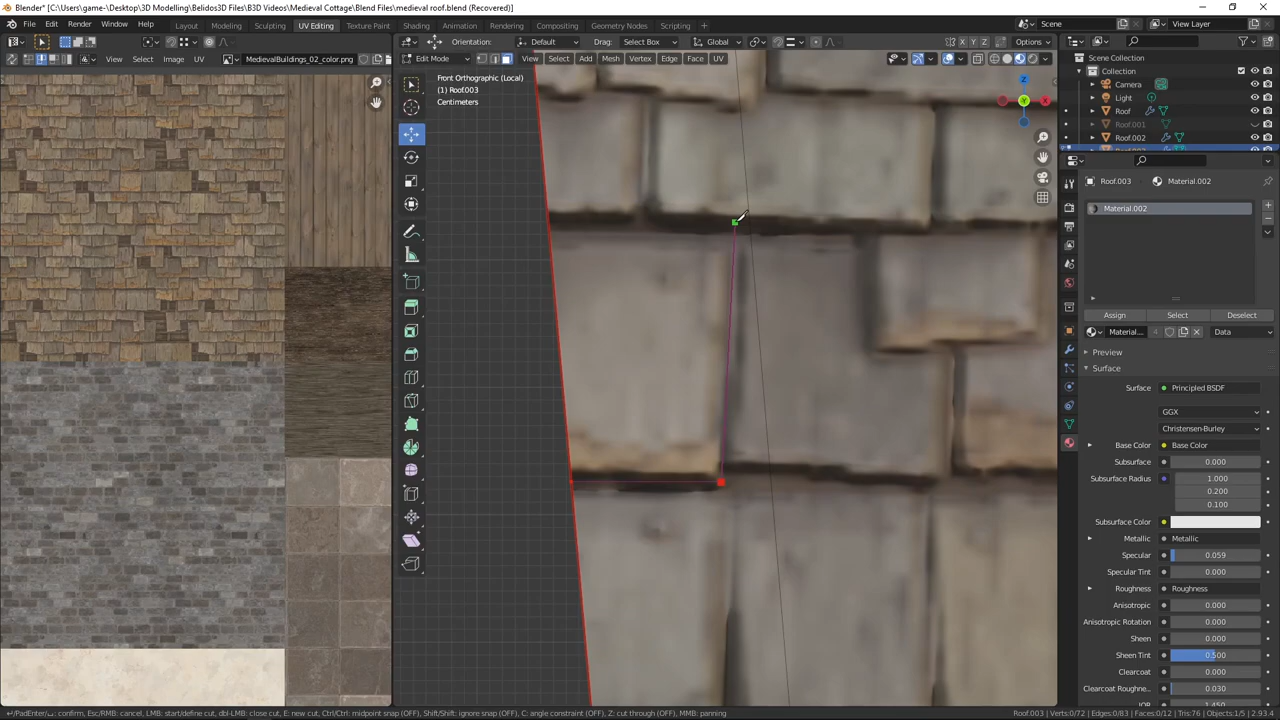 Blender* [C:\Users\game-\Desktop\3D Modelling\Belidos3D Files\B3D Videos\Medieval Cottage\Blend Files\medieval roof.blend (Recovered)]
File Edit Render Window Help Layout Modeling Sculpting UV Editing Texture Paint Shading Animation Rendering Compositing Geometry Nodes Scripting + Scene View Layer
Orientation: Default Drag: Select Box Global Options
View Select Image UV MedievalBuildings_02_color.png Edit Mode View Select Add Mesh Vertex Edge Face UV
X Y Z
Scene Collection
Collection
Camera
Light
Roof
Roof.001
Roof.002
Front Orthographic (Local)
(1) Roof.003
Centimeters
Z
X
Y
Roof.003 Material.002
Material.002
Assign Select Deselect
Material... 4 Data
Preview
Surface
Surface Principled BSDF
GGX
Christensen-Burley
Base Color Base Color
Subsurface 0.000
Subsurface Radius 1.000
0.200
0.100
Subsurface Color
Metallic Metallic
Specular 0.059
Specular Tint 0.000
Roughness Roughness
Anisotropic 0.000
Anisotropic Rotation 0.000
Sheen 0.000
Sheen Tint 0.500
Clearcoat 0.000
Clearcoat Roughne... 0.030
IOR 1.450
PadEnter/: confirm, Esc/RMB: cancel, LMB: start/define cut, dbl-LMB: close cut, E: new cut, Ctrl/Ctrl: midpoint snap (OFF), Shift/Shift: ignore snap (OFF), C: angle constraint (OFF), Z: cut through (OFF), MMB: panning
Roof.003 | Verts:0/72 | Edges:0/83 | Faces:0/12 | Tris:76 | Objects:1/5 | 2.93.4